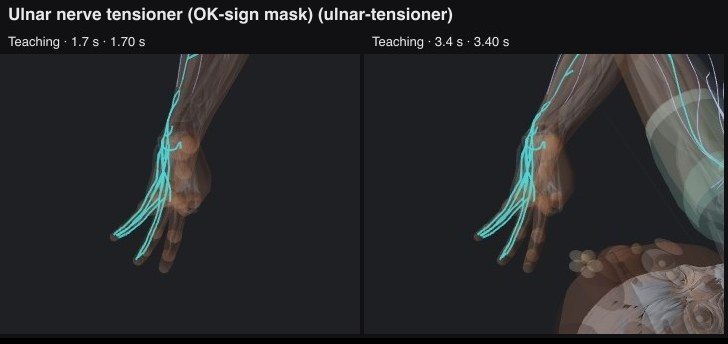 Ulnar nerve tensioner (OK-sign mask) (ulnar-tensioner)
Teaching · 1.7 s · 1.70 s
Teaching · 3.4 s · 3.40 s